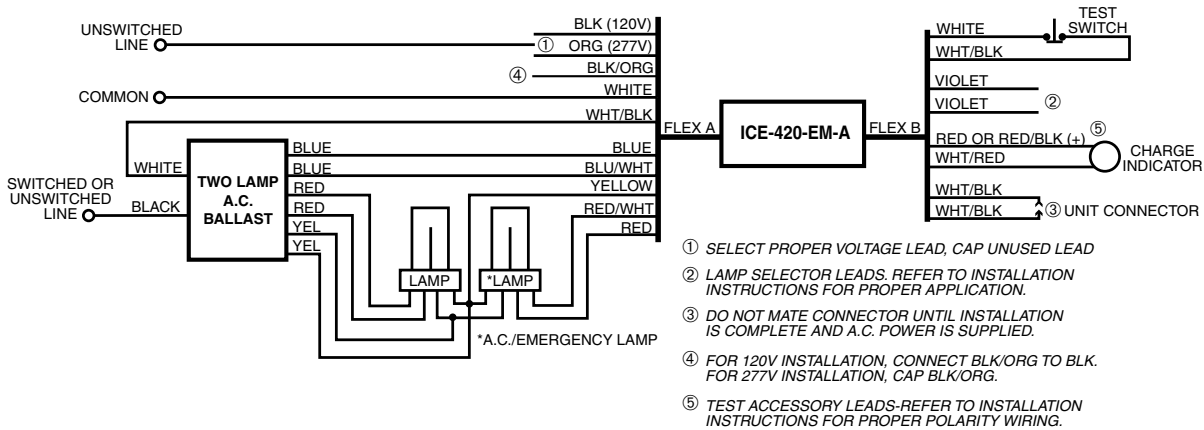 UNSWITCHED
LINE
BLK (120V)
① ORG (277V)
④ BLK/ORG
COMMON
WHITE
WHT/BLK
FLEX A
ICE-420-EM-A
FLEX B
WHITE
TEST
SWITCH
WHT/BLK
VIOLET
VIOLET
②
RED OR RED/BLK (+) ⑤
WHT/RED
CHARGE
INDICATOR
WHT/BLK
WHT/BLK
③ UNIT CONNECTOR
WHITE
SWITCHED OR
UNSWITCHED
LINE
BLACK
TWO LAMP
A.C.
BALLAST
BLUE
BLUE
RED
RED
YEL
YEL
BLUE
BLU/WHT
YELLOW
RED/WHT
RED
LAMP
*LAMP
*A.C./EMERGENCY LAMP
① SELECT PROPER VOLTAGE LEAD, CAP UNUSED LEAD
② LAMP SELECTOR LEADS. REFER TO INSTALLATION
INSTRUCTIONS FOR PROPER APPLICATION.
③ DO NOT MATE CONNECTOR UNTIL INSTALLATION
IS COMPLETE AND A.C. POWER IS SUPPLIED.
④ FOR 120V INSTALLATION, CONNECT BLK/ORG TO BLK.
FOR 277V INSTALLATION, CAP BLK/ORG.
⑤ TEST ACCESSORY LEADS-REFER TO INSTALLATION
INSTRUCTIONS FOR PROPER POLARITY WIRING.